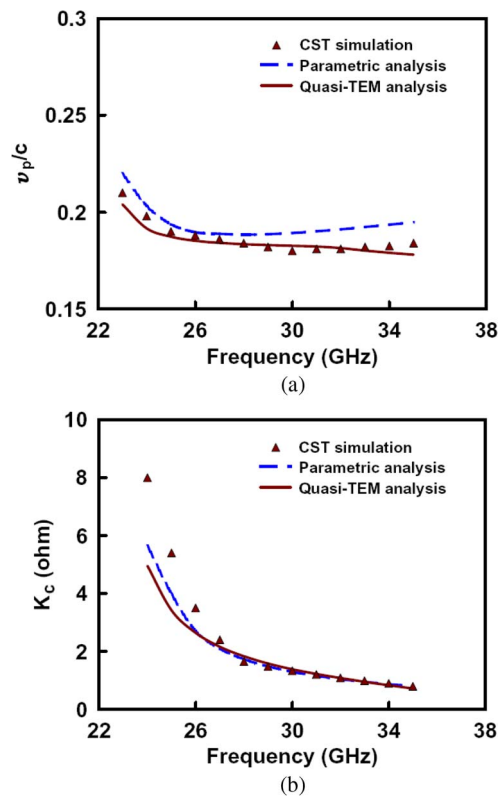 0.3
0.25
0.2
0.15
υp/c
CST simulation
Parametric analysis
Quasi-TEM analysis
22 26 30 34 38
Frequency (GHz)
(a)
10
8
6
4
2
0
Kc (ohm)
CST simulation
Parametric analysis
Quasi-TEM analysis
22 26 30 34 38
Frequency (GHz)
(b)